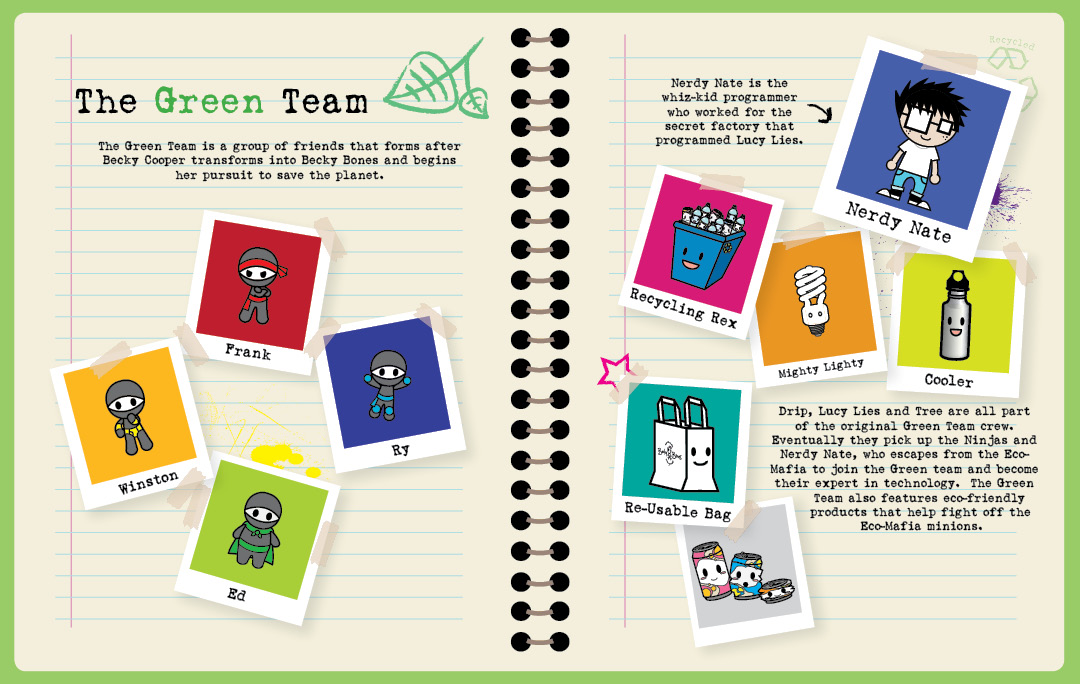 The Green Team
The Green Team is a group of friends that forms after
Becky Cooper transforms into Becky Bones and begins
her pursuit to save the planet.
Frank
Ry
Winston
Ed
Recycled
Nerdy Nate is the
whiz-kid programmer
who worked for the
secret factory that
programmed Lucy Lies.
Nerdy Nate
Recycling Rex
Mighty Lighty
Cooler
Re-Usable Bag
Drip, Lucy Lies and Tree are all part
of the original Green Team crew.
Eventually they pick up the Ninjas and
Nerdy Nate, who escapes from the Eco-
Mafia to join the Green team and become
their expert in technology. The Green
Team also features eco-friendly
products that help fight off the
Eco-Mafia minions.